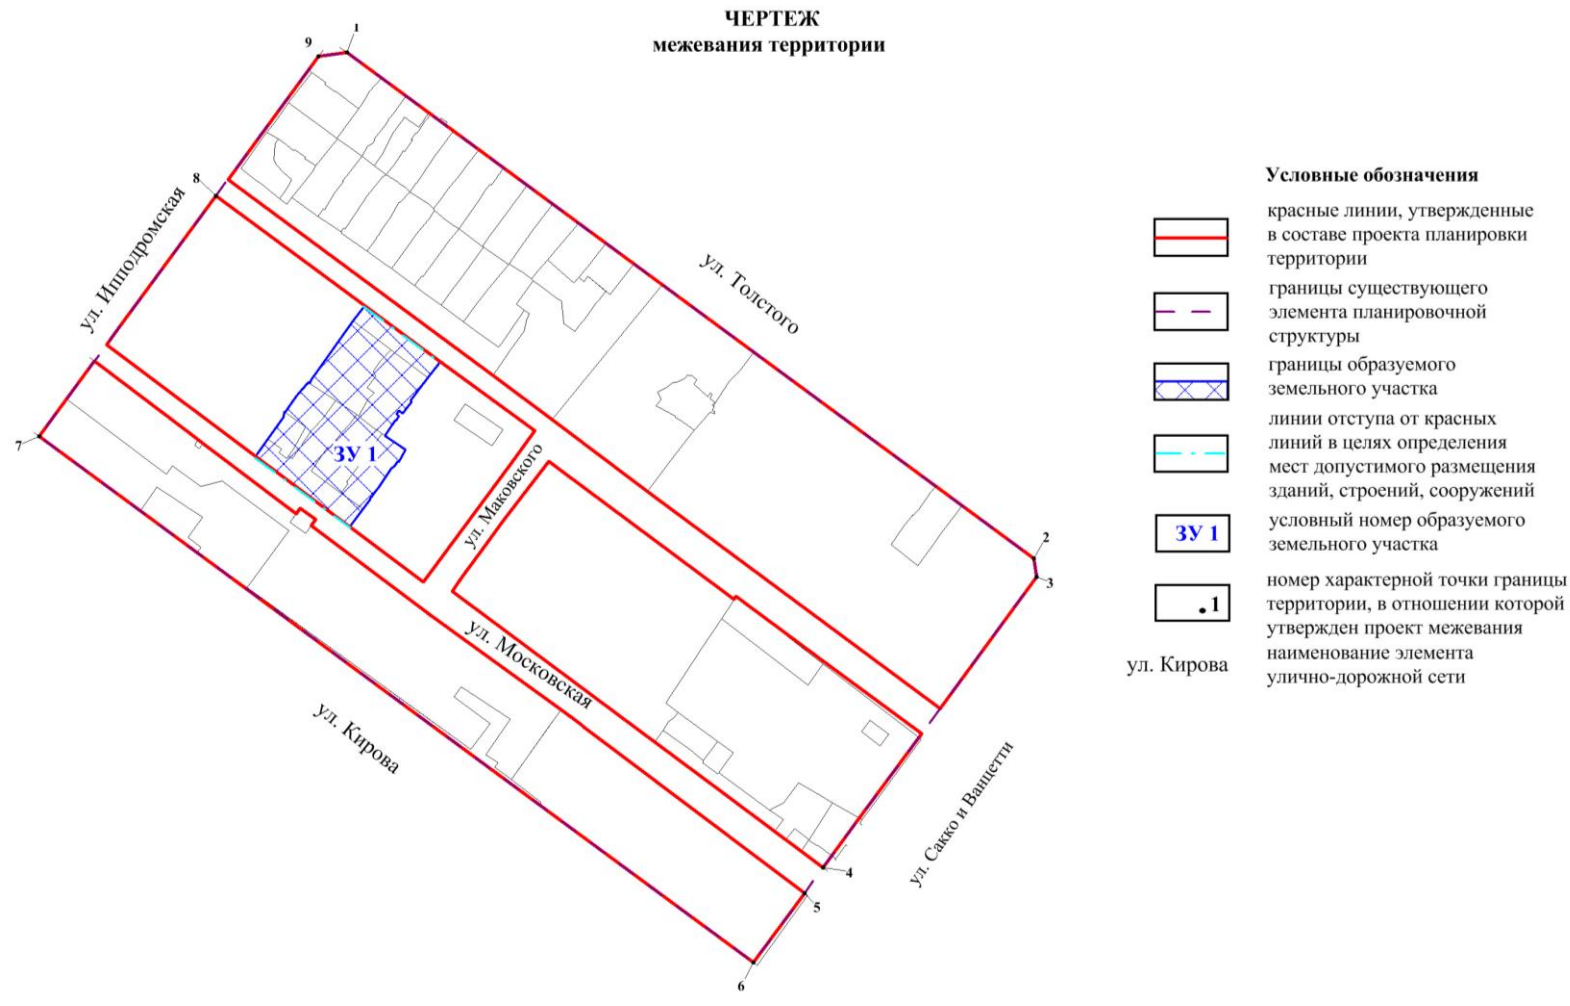 ЧЕРТЕЖ
межевания территории
1
9
8
ул. Ипподромская
ул. Толстого
ЗУ 1
ул. Маковского
7
2
3
ул. Московская
ул. Кирова
ул. Сакко и Ванцетти
4
5
6
Условные обозначения
красные линии, утвержденные
в составе проекта планировки
территории
границы существующего
элемента планировочной
структуры
границы образуемого
земельного участка
линии отступа от красных
линий в целях определения
мест допустимого размещения
зданий, строений, сооружений
ЗУ 1
условный номер образуемого
земельного участка
.1
номер характерной точки границы
территории, в отношении которой
утвержден проект межевания
ул. Кирова
наименование элемента
улично-дорожной сети